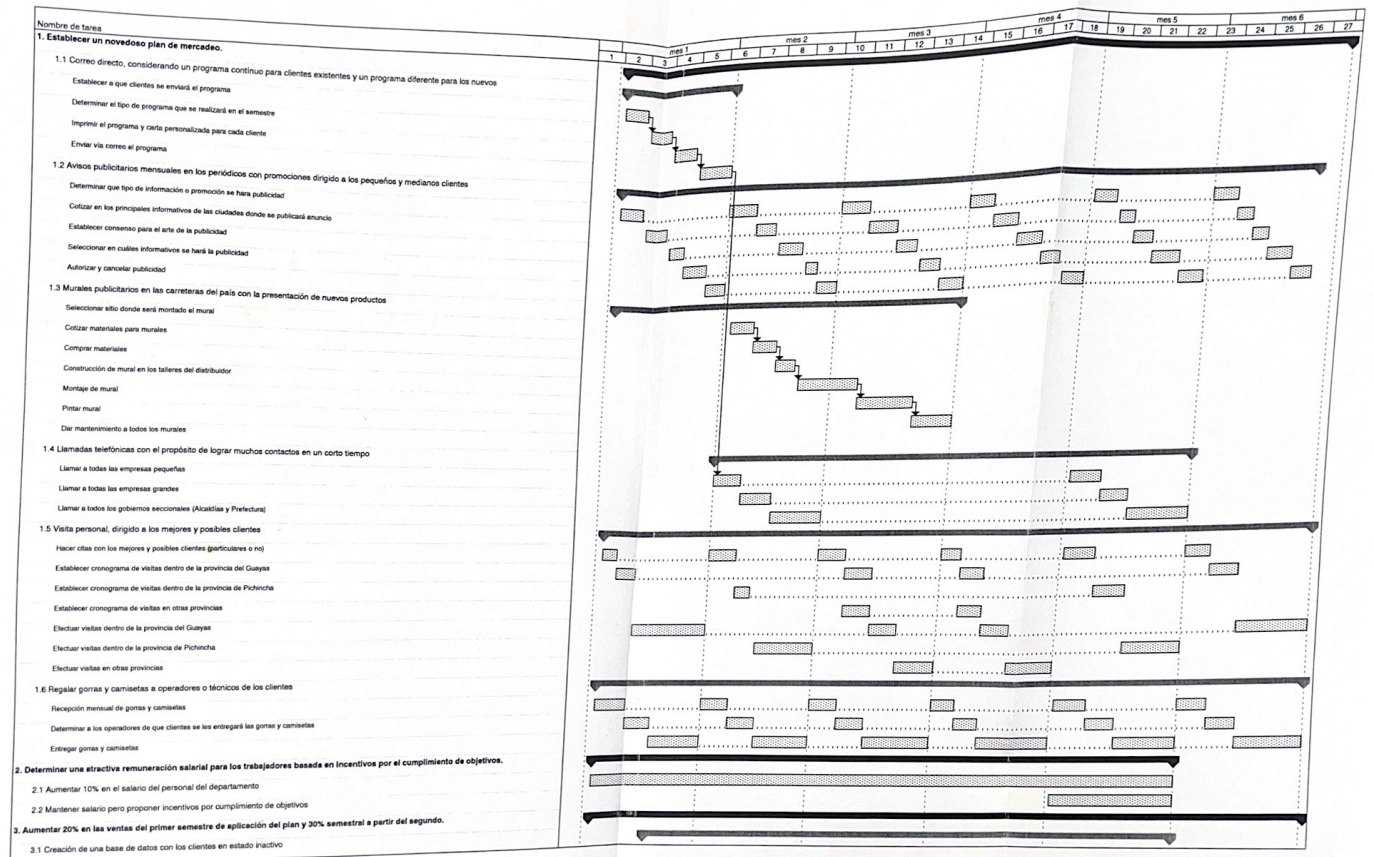 Nombre de tarea
mes 1 mes 2 mes 3 mes 4 mes 5 mes 6
1 2 3 4 5 6 7 8 9 10 11 12 13 14 15 16 17 18 19 20 21 22 23 24 25 26 27
1. Establecer un novedoso plan de mercadeo.
1.1 Correo directo, considerando un programa contínuo para clientes existentes y un programa diferente para los nuevos
Establecer a que clientes se enviará el programa
Determinar el tipo de programa que se realizará en el semestre
Imprimir el programa y carta personalizada para cada cliente
Enviar vía correo el programa
1.2 Avisos publicitarios mensuales en los periódicos con promociones dirigido a los pequeños y medianos clientes
Determinar que tipo de información o promoción se hara publicidad
Cotizar en los principales informativos de las ciudades donde se publicará anuncio
Establecer consenso para el arte de la publicidad
Seleccionar en cuáles informativos se hará la publicidad
Autorizar y cancelar publicidad
1.3 Murales publicitarios en las carreteras del país con la presentación de nuevos productos
Seleccionar sitio donde será montado el mural
Cotizar materiales para murales
Comprar materiales
Construcción de mural en los talleres del distribuidor
Montaje de mural
Pintar mural
Dar mantenimiento a todos los murales
1.4 Llamadas telefónicas con el propósito de lograr muchos contactos en un corto tiempo
Llamar a todas las empresas pequeñas
Llamar a todas las empresas grandes
Llamar a todos los gobiernos seccionales (Alcaldías y Prefectura)
1.5 Visita personal, dirigido a los mejores y posibles clientes
Hacer citas con los mejores y posibles clientes (particulares o no)
Establecer cronograma de visitas dentro de la provincia del Guayas
Establecer cronograma de visitas dentro de la provincia de Pichincha
Establecer cronograma de visitas en otras provincias
Efectuar visitas dentro de la provincia del Guayas
Efectuar visitas dentro de la provincia de Pichincha
Efectuar visitas en otras provincias
1.6 Regalar gorras y camisetas a operadores o técnicos de los clientes
Recepción mensual de gorras y camisetas
Determinar a los operadores de que clientes se les entregará las gorras y camisetas
Entregar gorras y camisetas
2. Determinar una atractiva remuneración salarial para los trabajadores basada en incentivos por el cumplimiento de objetivos.
2.1 Aumentar 10% en el salario del personal del departamento
2.2 Mantener salario pero proponer incentivos por cumplimiento de objetivos
3. Aumentar 20% en las ventas del primer semestre de aplicación del plan y 30% semestral a partir del segundo.
3.1 Creación de una base de datos con los clientes en estado inactivo